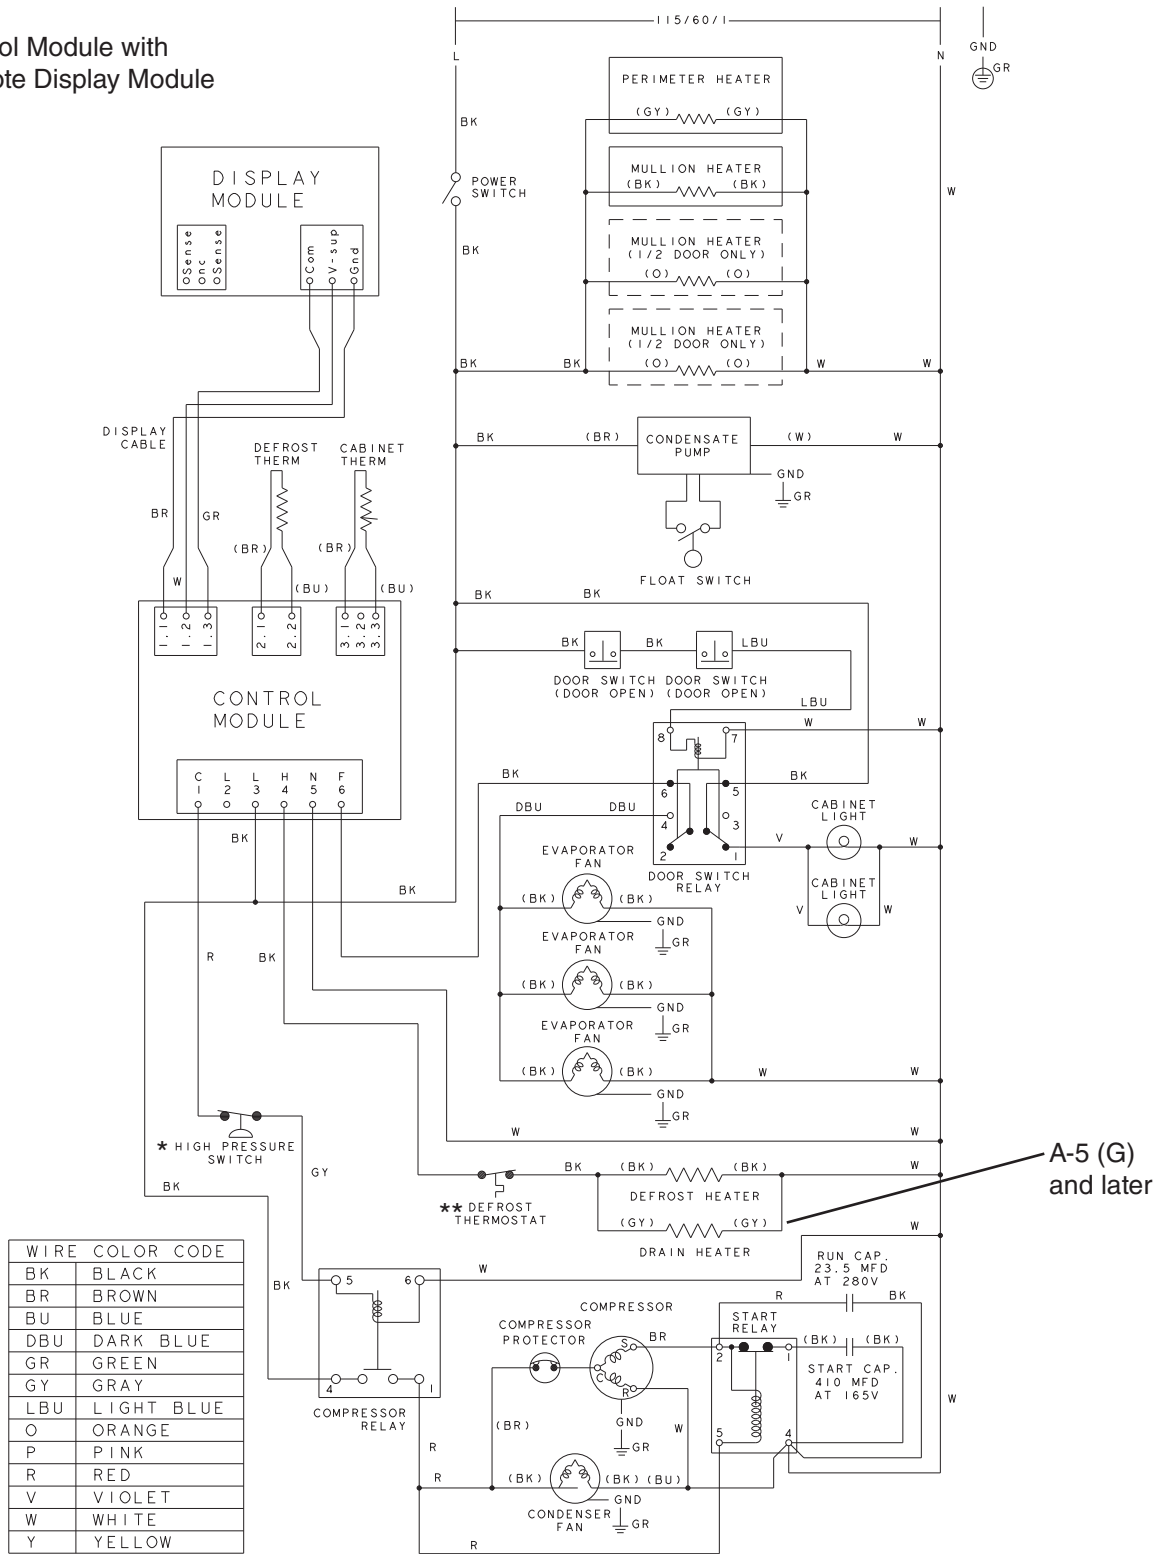 ol Module with
ote Display Module
115/60/1
L
N
GND
GR
PERIMETER HEATER
(GY) (GY)
BK
MULLION HEATER
(BK) (BK)
POWER
SWITCH
W
DISPLAY
MODULE
OSense
Onc
OSense
OCom
OV-sup
OGnd
BK
MULLION HEATER
(1/2 DOOR ONLY)
(O) (O)
MULLION HEATER
(1/2 DOOR ONLY)
(O) (O)
BK BK W W
DISPLAY
CABLE
DEFROST
THERM
CABINET
THERM
BK (BR) CONDENSATE
PUMP
(W) W
GND
GR
FLOAT SWITCH
BR W GR
(BR) (BU) (BR) (BU)
1.1 1.2 1.3
2.1 2.2
3.1 3.2 3.3
CONTROL
MODULE
C L L H N F
1 2 3 4 5 6
BK BK
BK BK LBU
DOOR SWITCH
(DOOR OPEN)
DOOR SWITCH
(DOOR OPEN)
LBU
W W
8 7
BK 6 5 BK
DBU DBU 4 3
2 1
DOOR SWITCH
RELAY
CABINET
LIGHT
V W
CABINET
LIGHT
V W
BK
BK
EVAPORATOR
FAN
(BK) (BK)
GND
GR
EVAPORATOR
FAN
(BK) (BK)
GND
GR
EVAPORATOR
FAN
(BK) (BK) W W
GND
GR
R BK
W W
* HIGH PRESSURE
SWITCH
GY
BK
** DEFROST
THERMOSTAT
BK (BK) (BK) W
DEFROST HEATER
(GY) (GY)
DRAIN HEATER
W
A-5 (G)
and later
WIRE COLOR CODE
BK BLACK
BR BROWN
BU BLUE
DBU DARK BLUE
GR GREEN
GY GRAY
LBU LIGHT BLUE
O ORANGE
P PINK
R RED
V VIOLET
W WHITE
Y YELLOW
BK
5 6 W
4 1
COMPRESSOR
RELAY
R
R
R
COMPRESSOR
PROTECTOR
COMPRESSOR
S
C
R
BR
GND
GR
(BR)
W
(BK) (BK) (BU)
GND
CONDENSER
FAN
GR
RUN CAP.
23.5 MFD
AT 280V
R BK
START
RELAY
2 1
(BK) (BK)
START CAP.
410 MFD
AT 165V
5 4
W